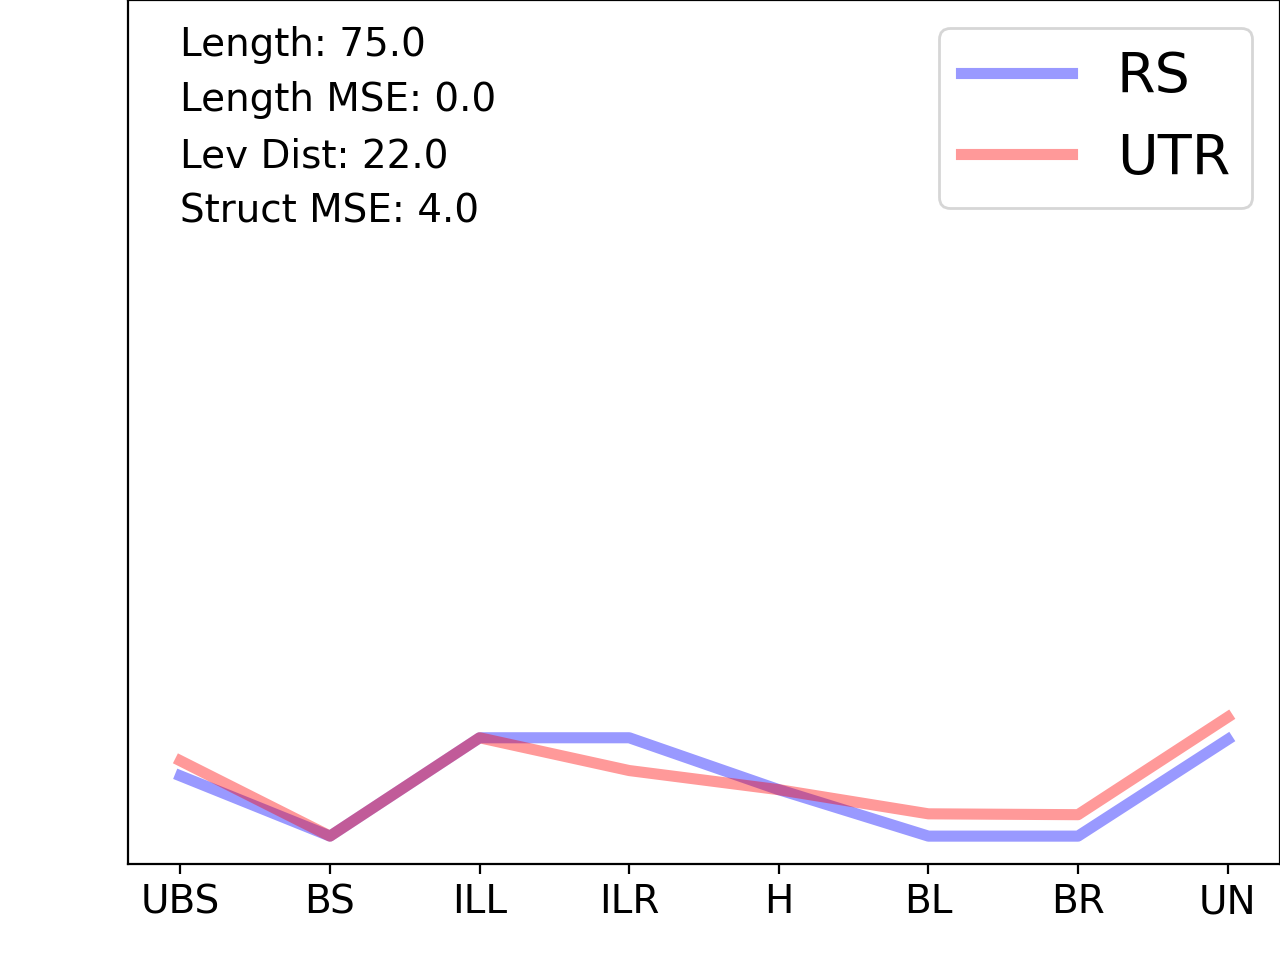 Length: 75.0
Length MSE: 0.0
Lev Dist: 22.0
Struct MSE: 4.0
RS
UTR
UBS BS ILL ILR H BL BR UN